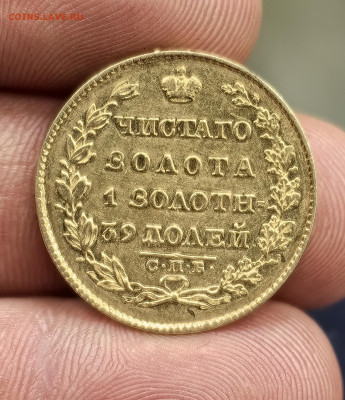 COINS.LAVE.RU
ЧИСТАГО
ЗОЛОТА
1 ЗОЛОТН-
39 ДОЛЕЙ
С.П.Б.